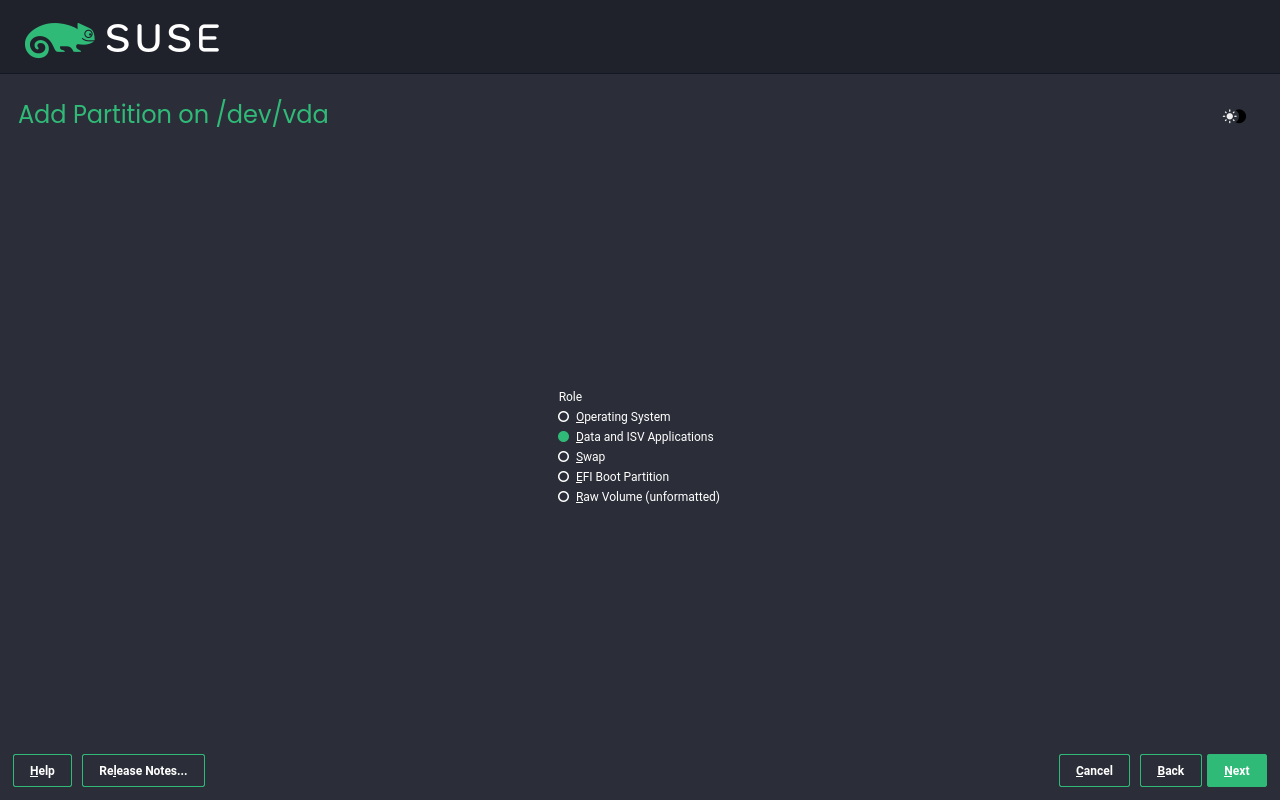 SUSE
Add Partition on /dev/vda
Role
Operating System
Data and ISV Applications
Swap
EFI Boot Partition
Raw Volume (unformatted)
Help
Release Notes...
Cancel
Back
Next